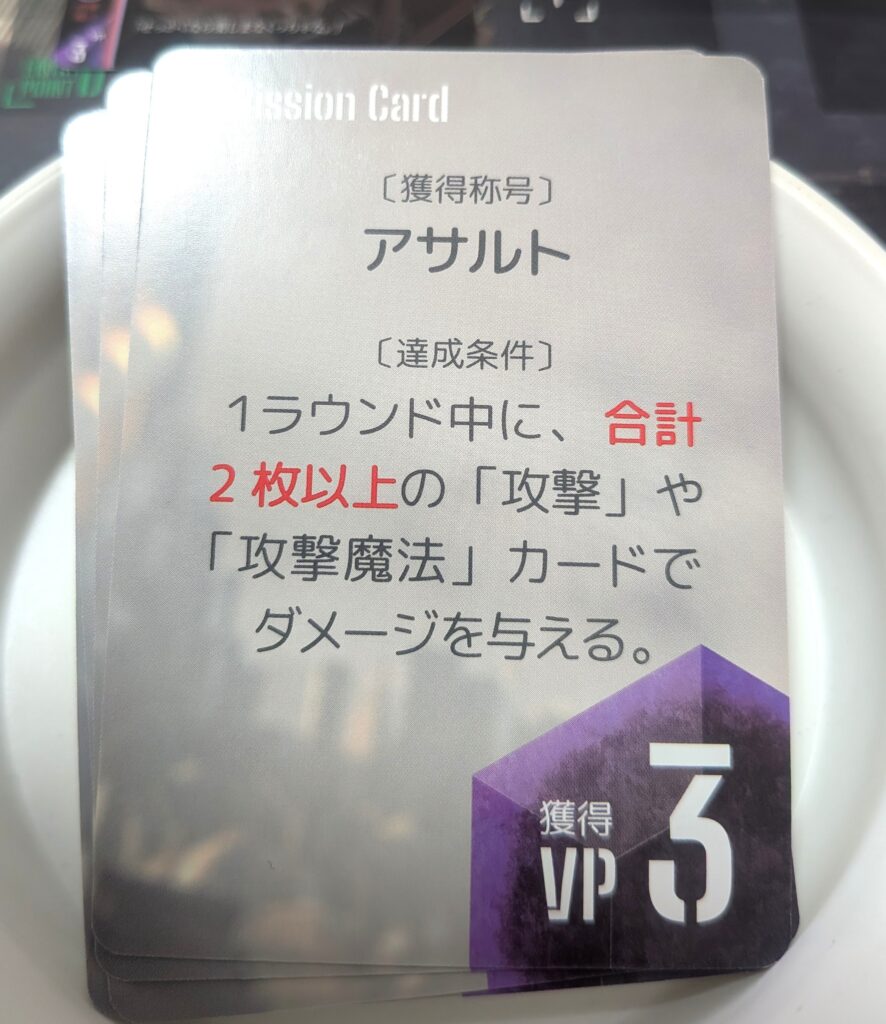 ssion Card
〔獲得称号〕
アサルト
〔達成条件〕
1ラウンド中に、合計
2枚以上の「攻撃」や
「攻撃魔法」カードで
ダメージを与える。
獲得
VP 3
3
POINT